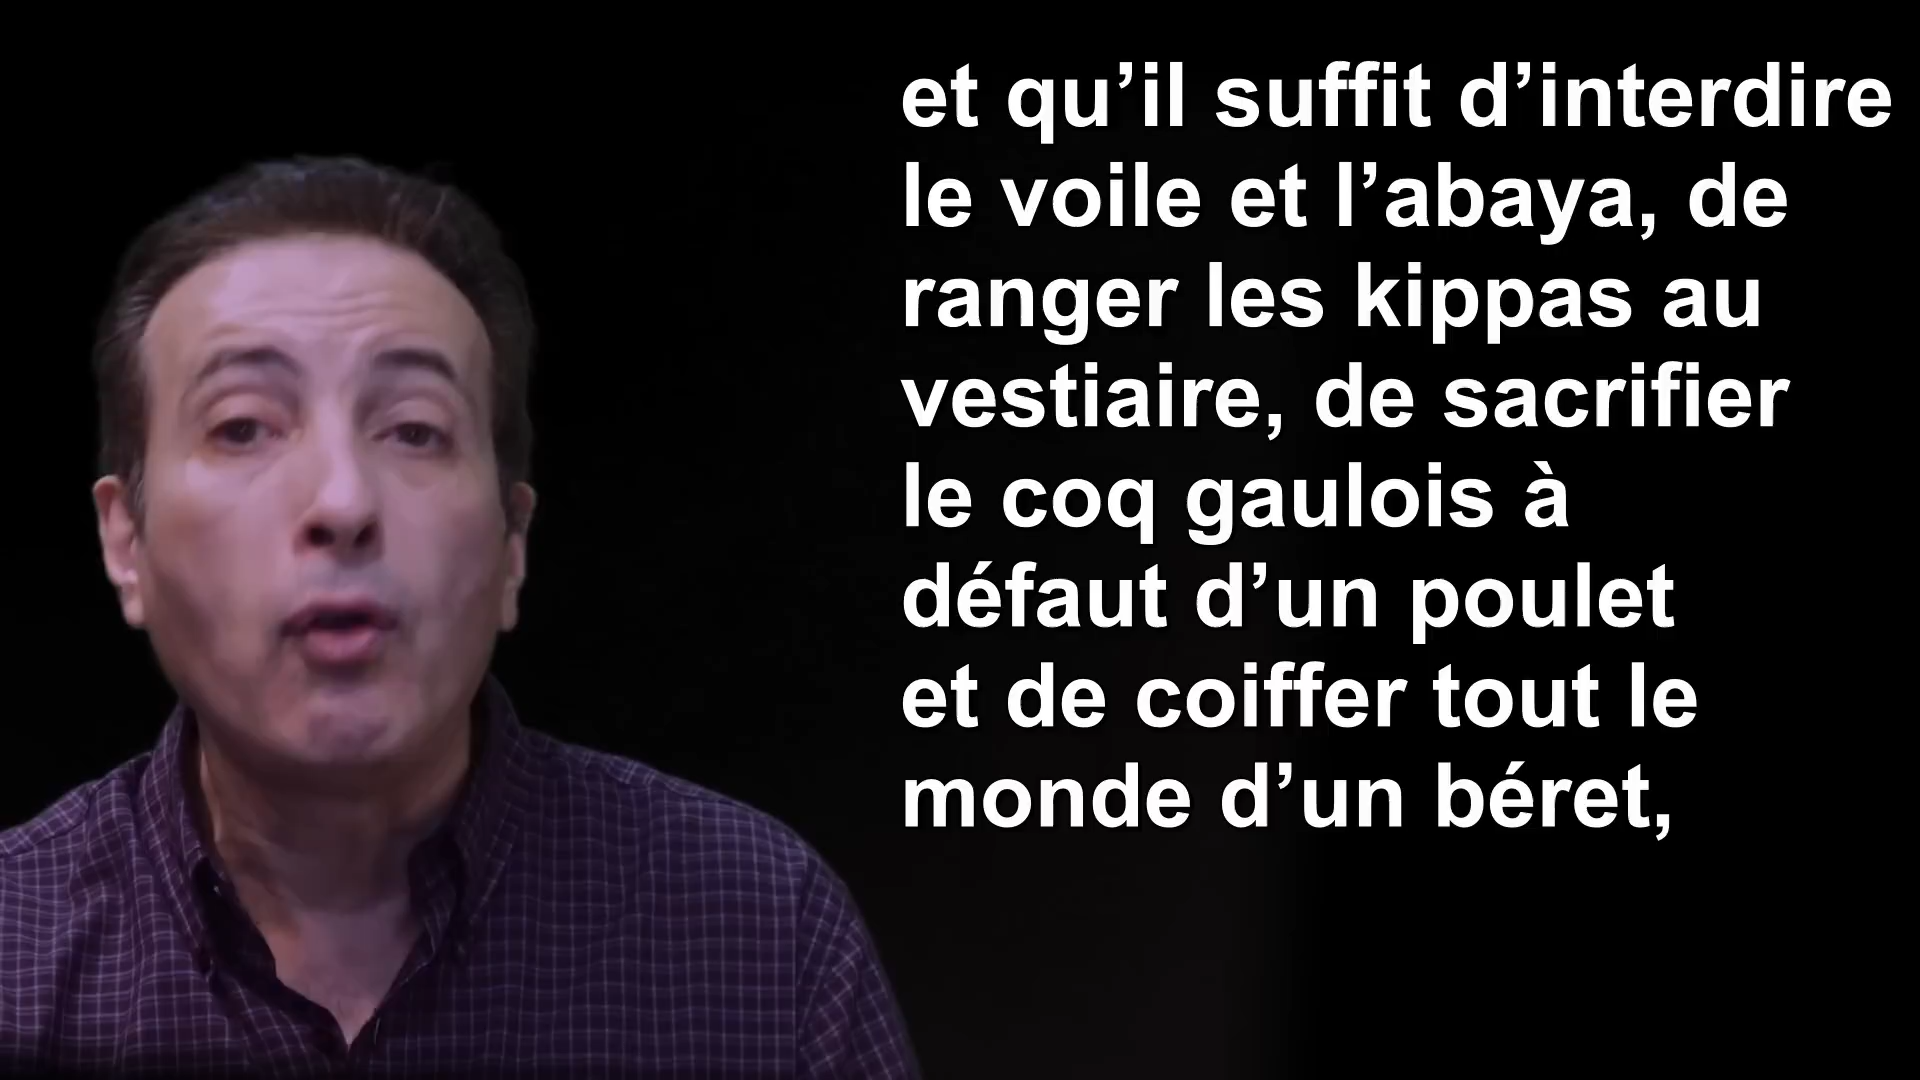 et qu’il suffit d’interdire
le voile et l’abaya, de
ranger les kippas au
vestiaire, de sacrifier
le coq gaulois à
défaut d’un poulet
et de coiffer tout le
monde d’un béret,